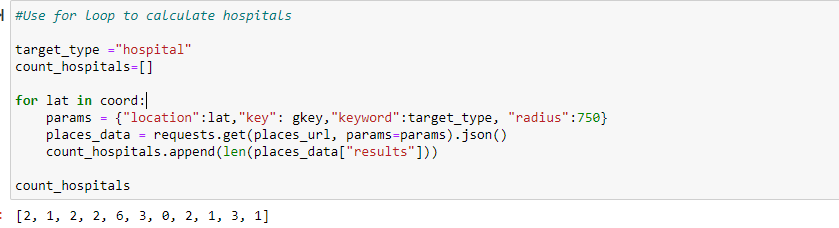 #Use for loop to calculate hospitals
target_type ="hospital"
count_hospitals=[]
for lat in coord:
    params = {"location":lat,"key": gkey,"keyword":target_type, "radius":750}
    places_data = requests.get(places_url, params=params).json()
    count_hospitals.append(len(places_data["results"]))
count_hospitals
[2, 1, 2, 2, 6, 3, 0, 2, 1, 3, 1]